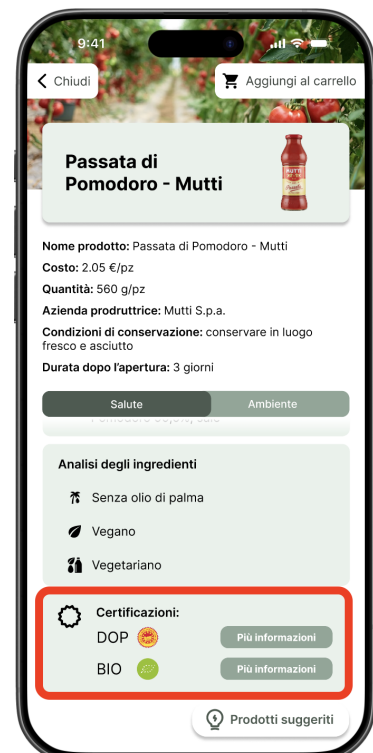 9:41
Chiudi
Aggiungi al carrello
Passata di
Pomodoro - Mutti
MUTTI
Passata
Nome prodotto: Passata di Pomodoro - Mutti
Costo: 2.05 €/pz
Quantità: 560 g/pz
Azienda prodruttrice: Mutti S.p.a.
Condizioni di conservazione: conservare in luogo
fresco e asciutto
Durata dopo l'apertura: 3 giorni
Salute
Ambiente
Analisi degli ingredienti
Senza olio di palma
Vegano
Vegetariano
Certificazioni:
DOP
Più informazioni
BIO
Più informazioni
Prodotti suggeriti